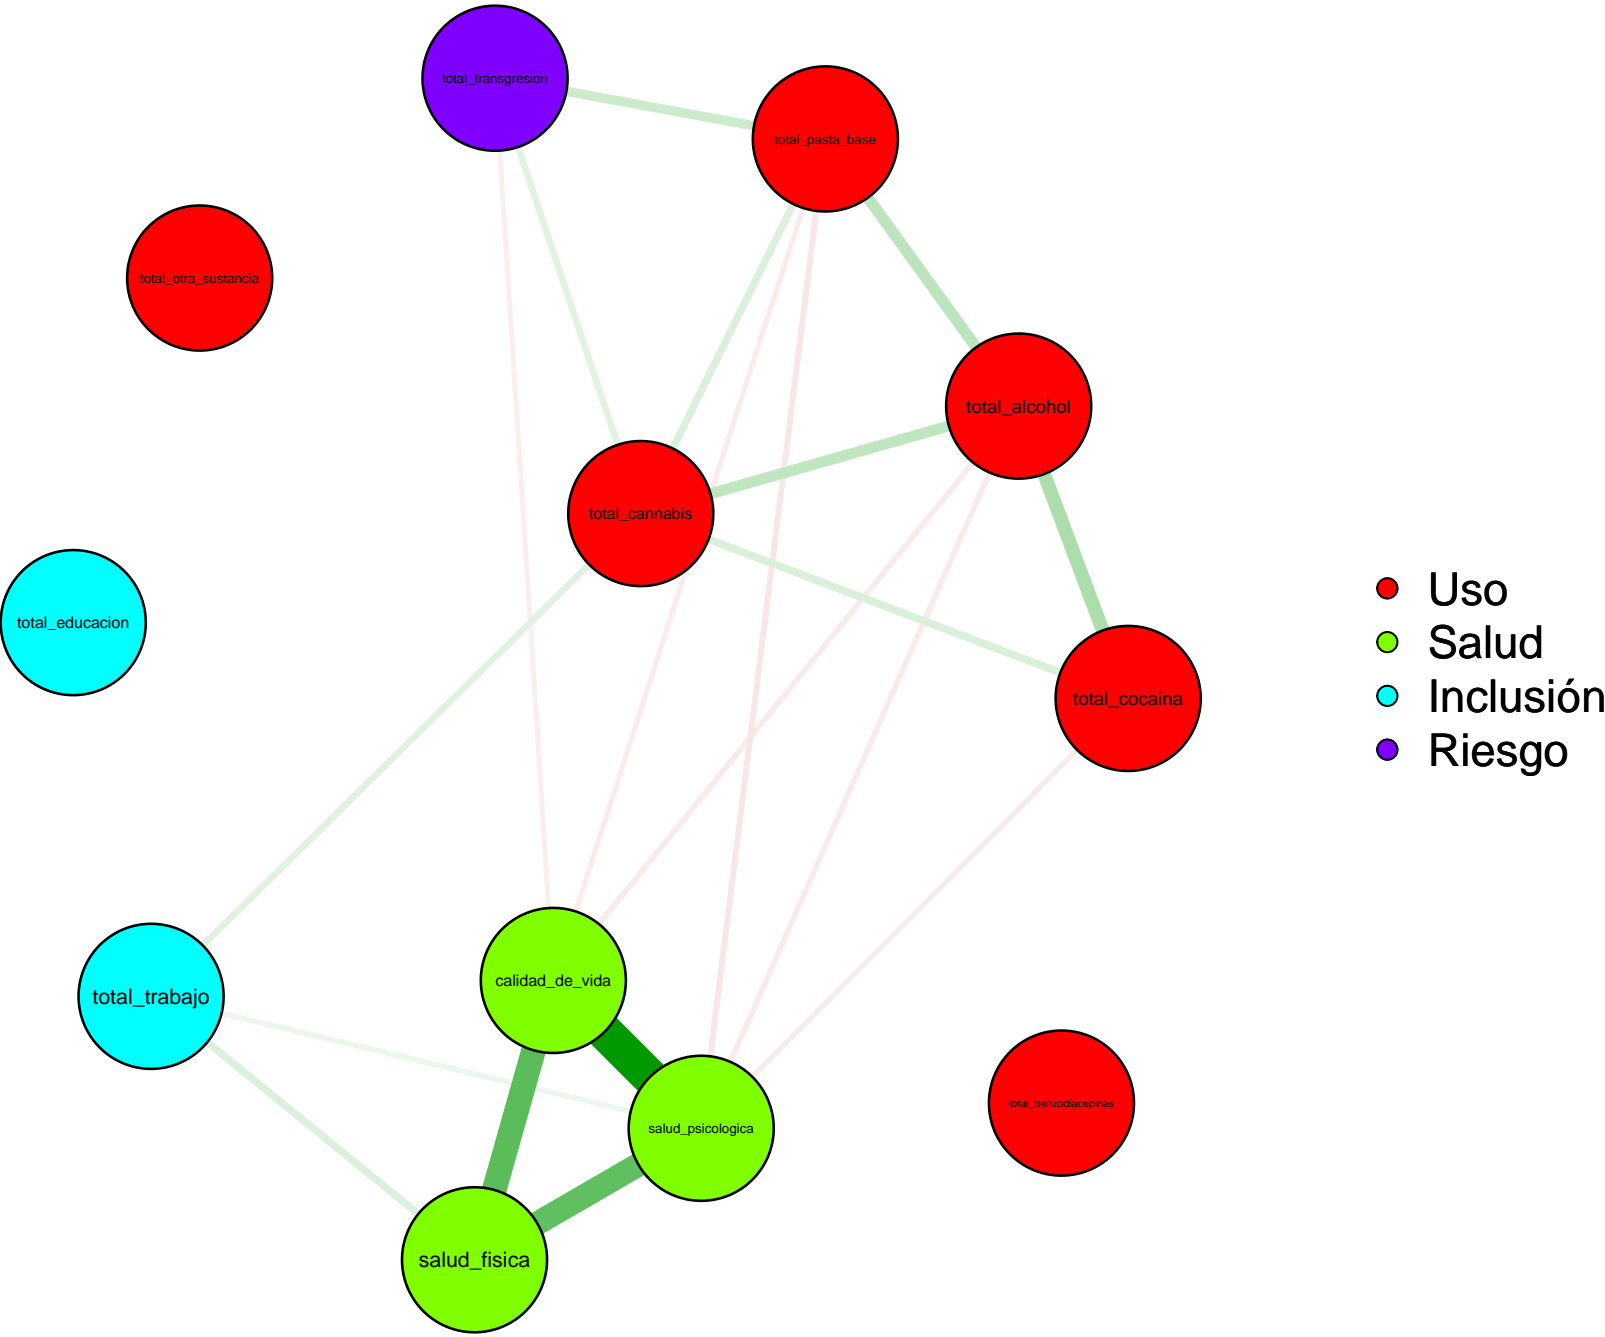 total_transgresion
total_pasta_base
total_otra_sustancia
total_alcohol
total_cannabis
total_educacion
total_cocaina
calidad_de_vida
total_trabajo
total_benzodiacepinas
salud_psicologica
salud_fisica
Uso
Salud
Inclusión
Riesgo